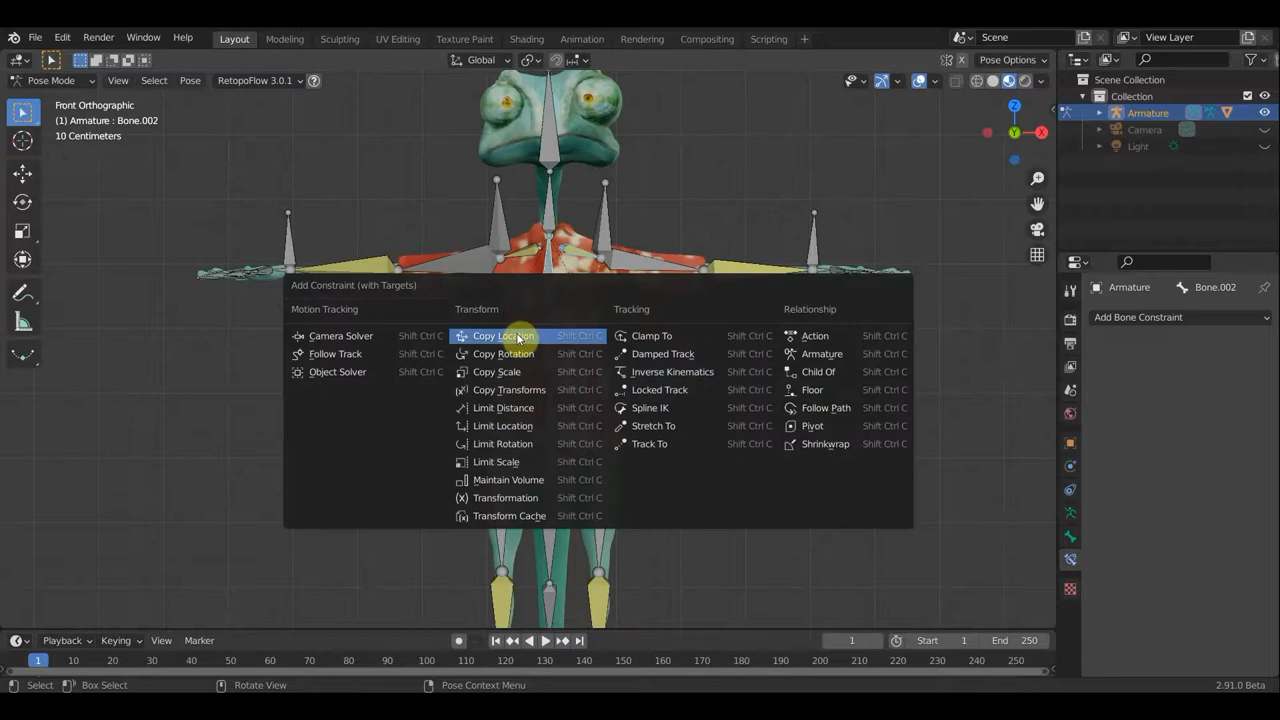 File Edit Render Window Help Layout Modeling Sculpting UV Editing Texture Paint Shading Animation Rendering Compositing Scripting + Scene View Layer
Global X Pose Options
Pose Mode View Select Pose RetopoFlow 3.0.1 ?
Front Orthographic
(1) Armature : Bone.002
10 Centimeters
Z
Y
X
Scene Collection
Collection
Armature
Camera
Light
Armature Bone.002
Add Bone Constraint
Add Constraint (with Targets)
Motion Tracking
Camera Solver Shift Ctrl C
Follow Track Shift Ctrl C
Object Solver Shift Ctrl C
Transform
Copy Location Shift Ctrl C
Copy Rotation Shift Ctrl C
Copy Scale Shift Ctrl C
Copy Transforms Shift Ctrl C
Limit Distance Shift Ctrl C
Limit Location Shift Ctrl C
Limit Rotation Shift Ctrl C
Limit Scale Shift Ctrl C
Maintain Volume Shift Ctrl C
Transformation Shift Ctrl C
Transform Cache Shift Ctrl C
Tracking
Clamp To Shift Ctrl C
Damped Track Shift Ctrl C
Inverse Kinematics Shift Ctrl C
Locked Track Shift Ctrl C
Spline IK Shift Ctrl C
Stretch To Shift Ctrl C
Track To Shift Ctrl C
Relationship
Action Shift Ctrl C
Armature Shift Ctrl C
Child Of Shift Ctrl C
Floor Shift Ctrl C
Follow Path Shift Ctrl C
Pivot Shift Ctrl C
Shrinkwrap Shift Ctrl C
Playback Keying View Marker 1 Start 1 End 250
1 10 20 30 40 50 60 70 80 90 100 110 120 130 140 150 160 170 180 190 200 210 220 230 240 250
Select Box Select Rotate View Pose Context Menu 2.91.0 Beta